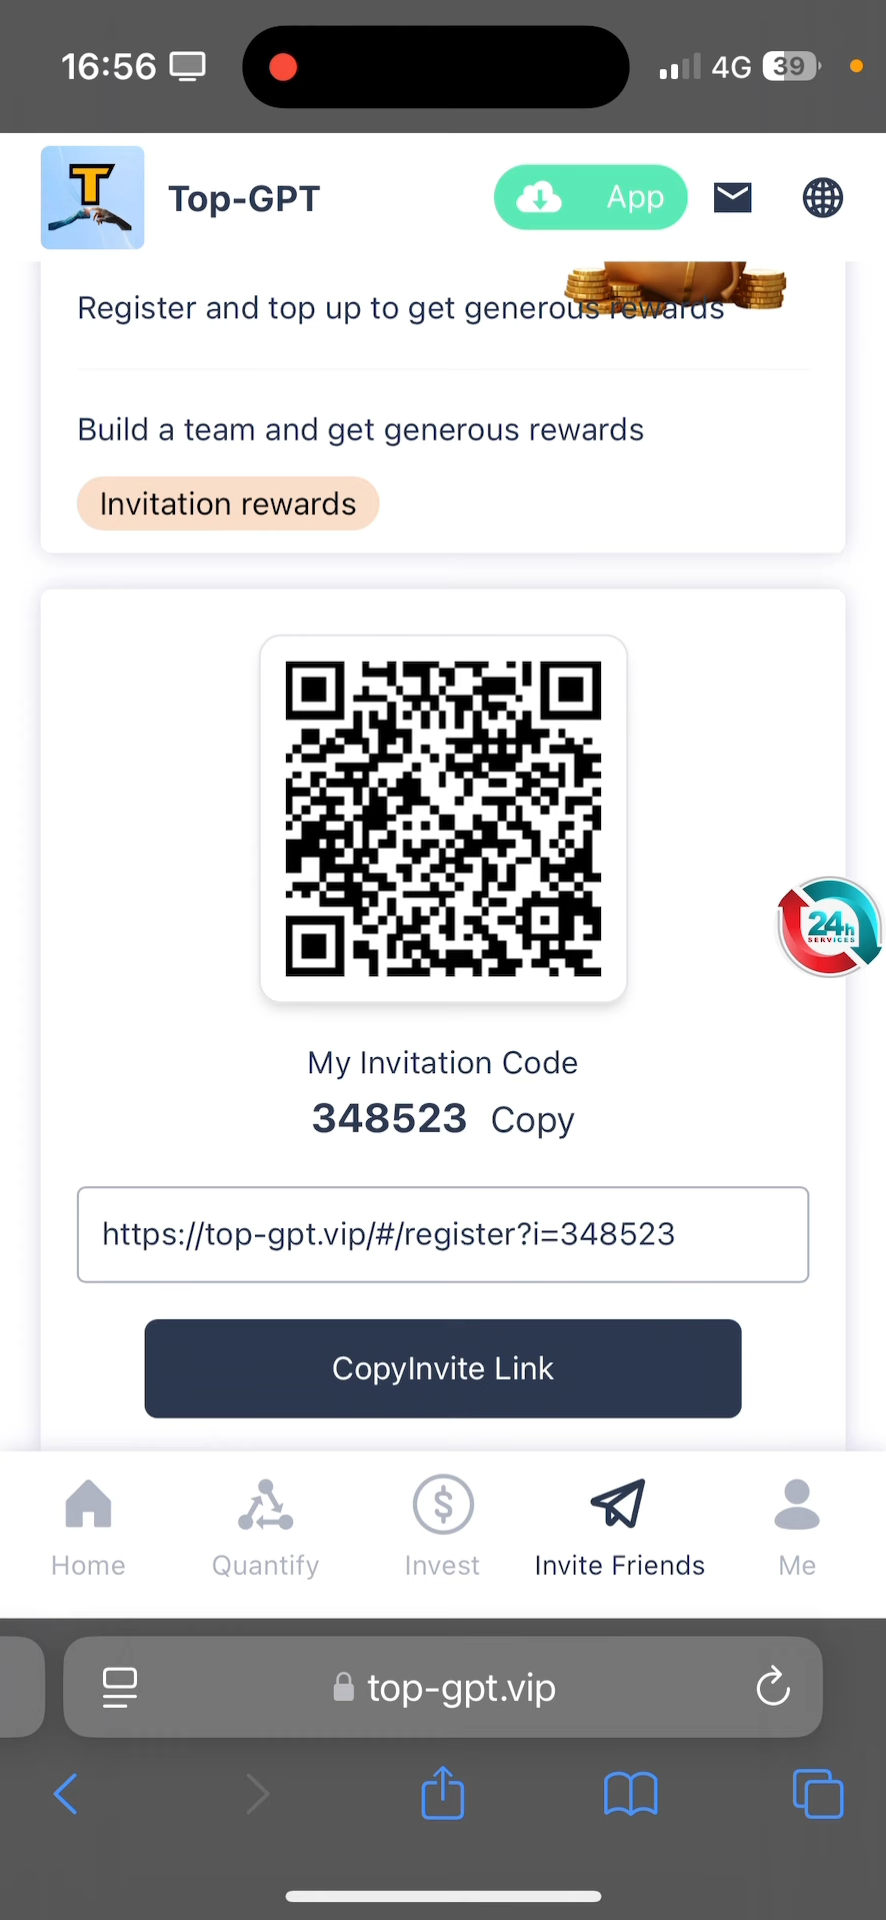 16:56
4G
39
T
Top-GPT
App
Register and top up to get generous rewards
Build a team and get generous rewards
Invitation rewards
24h
SERVICES
My Invitation Code
348523 Copy
https://top-gpt.vip/#/register?i=348523
CopyInvite Link
Home
Quantify
Invest
Invite Friends
Me
top-gpt.vip